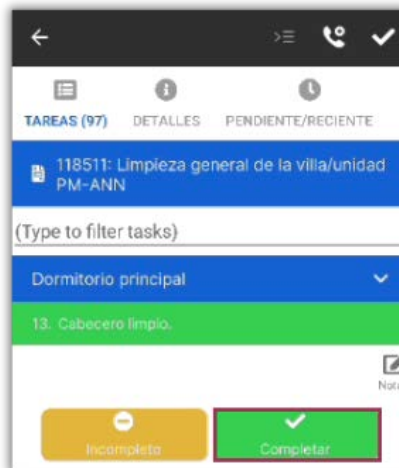 TAREAS (97) DETALLES PENDIENTE/RECIENTE
118511: Limpieza general de la villa/unidad
PM-ANN
(Type to filter tasks)
Dormitorio principal
13. Cabecero limpio.
Incompleto Completar